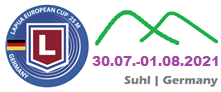 LAPUA EUROPEAN CUP 25 M
L
GERMANY
30.07.-01.08.2021
Suhl | Germany